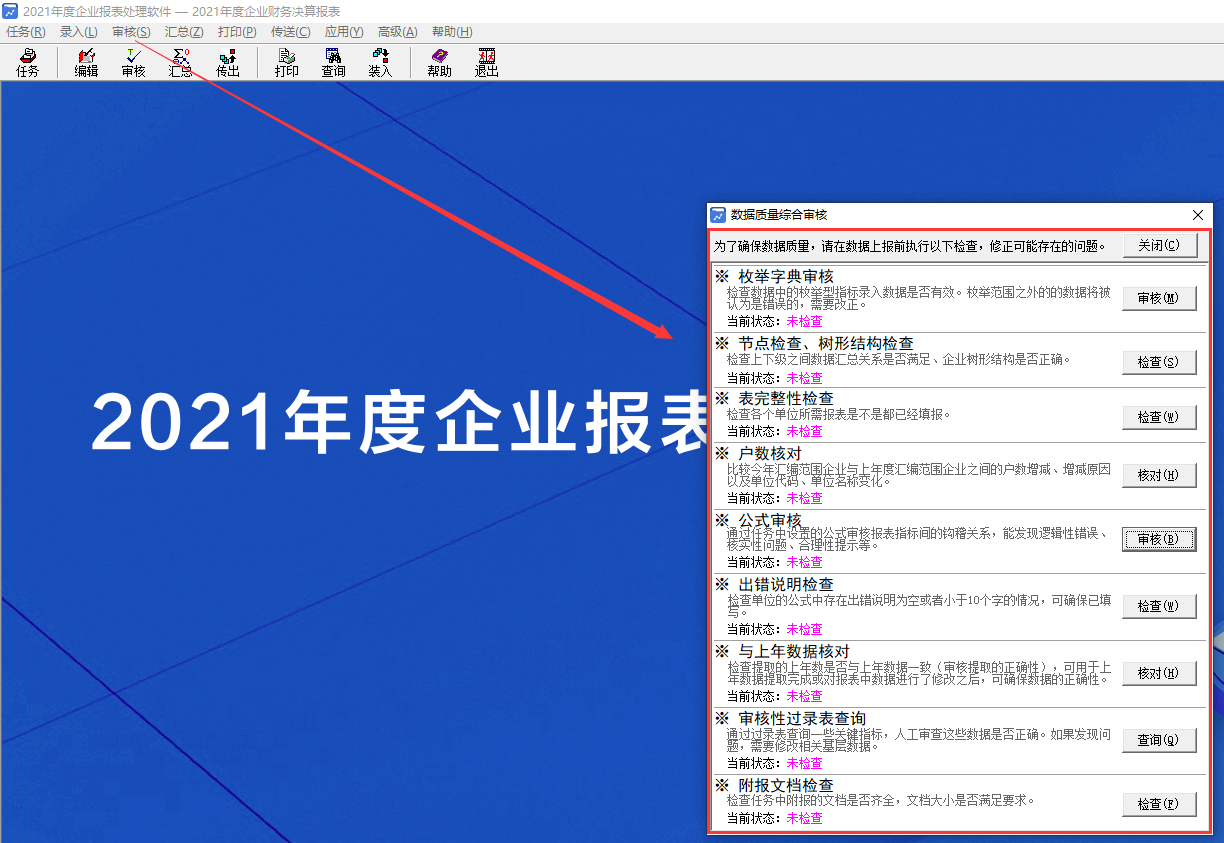 2021年度企业报表处理软件 — 2021年度企业财务决算报表
任务(R) 录入(L) 审核(S) 汇总(Z) 打印(P) 传送(C) 应用(Y) 高级(A) 帮助(H)
任务 编辑 审核 汇总 传出 打印 查询 装入 帮助 退出
2021年度企业报表
数据质量综合审核
为了确保数据质量，请在数据上报前执行以下检查，修正可能存在的问题。 关闭(C)
※ 枚举字典审核
检查数据中的枚举型指标录入数据是否有效。枚举范围之外的的数据将被
认为是错误的，需要改正。
审核(M)
当前状态：未检查
※ 节点检查、树形结构检查
检查上下级之间数据汇总关系是否满足、企业树形结构是否正确。
检查(S)
当前状态：未检查
※ 表完整性检查
检查各个单位所需报表是不是都已经填报。
检查(W)
当前状态：未检查
※ 户数核对
比较今年汇编范围企业与上年度汇编范围企业之间的户数增减、增减原因
以及单位代码、单位名称变化。
核对(H)
当前状态：未检查
※ 公式审核
通过任务中设置的公式审核报表指标间的钩稽关系，能发现逻辑性错误、
核实性问题、合理性提示等。
审核(B)
当前状态：未检查
※ 出错说明检查
检查单位的公式中存在出错说明为空或者小于10个字的情况，可确保已填
写。
检查(W)
当前状态：未检查
※ 与上年数据核对
检查提取的上年数是否与上年数据一致（审核提取的正确性），可用于上
年数据提取完成或对报表中数据进行了修改之后，可确保数据的正确性。
核对(H)
当前状态：未检查
※ 审核性过录表查询
通过过录表查询一些关键指标，人工审查这些数据是否正确。如果发现问
题，需要修改相关基层数据。
查询(Q)
当前状态：未检查
※ 附报文档检查
检查任务中附报的文档是否齐全，文档大小是否满足要求。
检查(F)
当前状态：未检查